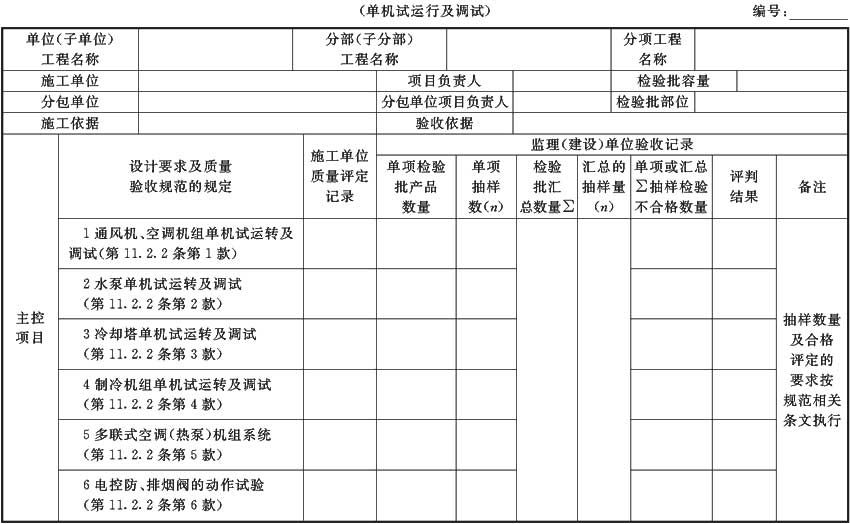 (单机试运行及调试)
编号:
单位(子单位)
工程名称
分部(子分部)
工程名称
分项工程
名称
施工单位
项目负责人
检验批容量
分包单位
分包单位项目负责人
检验批部位
施工依据
验收依据
设计要求及质量
验收规范的规定
施工单位
质量评定
记录
监理(建设)单位验收记录
单项检验
批产品
数量
单项
抽样
数(n)
检验
批汇
总数量Σ
汇总的
抽样量
(n)
单项或汇总
Σ抽样检验
不合格数量
评判
结果
备注
主控
项目
1 通风机、空调机组单机试运转及
调试(第 11.2.2 条第 1 款)
2 水泵单机试运转及调试
(第 11.2.2 条第 2 款)
3 冷却塔单机试运转及调试
(第 11.2.2 条第 3 款)
4 制冷机组单机试运转及调试
(第 11.2.2 条第 4 款)
5 多联式空调(热泵)机组系统
(第 11.2.2 条第 5 款)
6 电控防、排烟阀的动作试验
(第 11.2.2 条第 6 款)
抽样数量
及合格
评定的
要求按
规范相关
条文执行